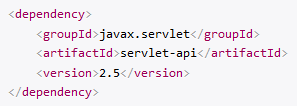 <dependency>
    <groupId>javax.servlet</groupId>
    <artifactId>servlet-api</artifactId>
    <version>2.5</version>
</dependency>